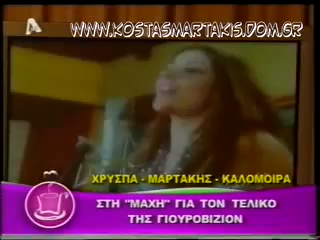 WWW.KOSTASMARTAKIS.DOM.GR
ΧΡΥΣΠΑ - ΜΑΡΤΑΚΗΣ - ΚΑΛΟΜΟΙΡΑ
ΣΤΗ "ΜΑΧΗ" ΓΙΑ ΤΟΝ ΤΕΛΙΚΟ
ΤΗΣ ΓΙΟΥΡΟΒΙΖΙΟΝ